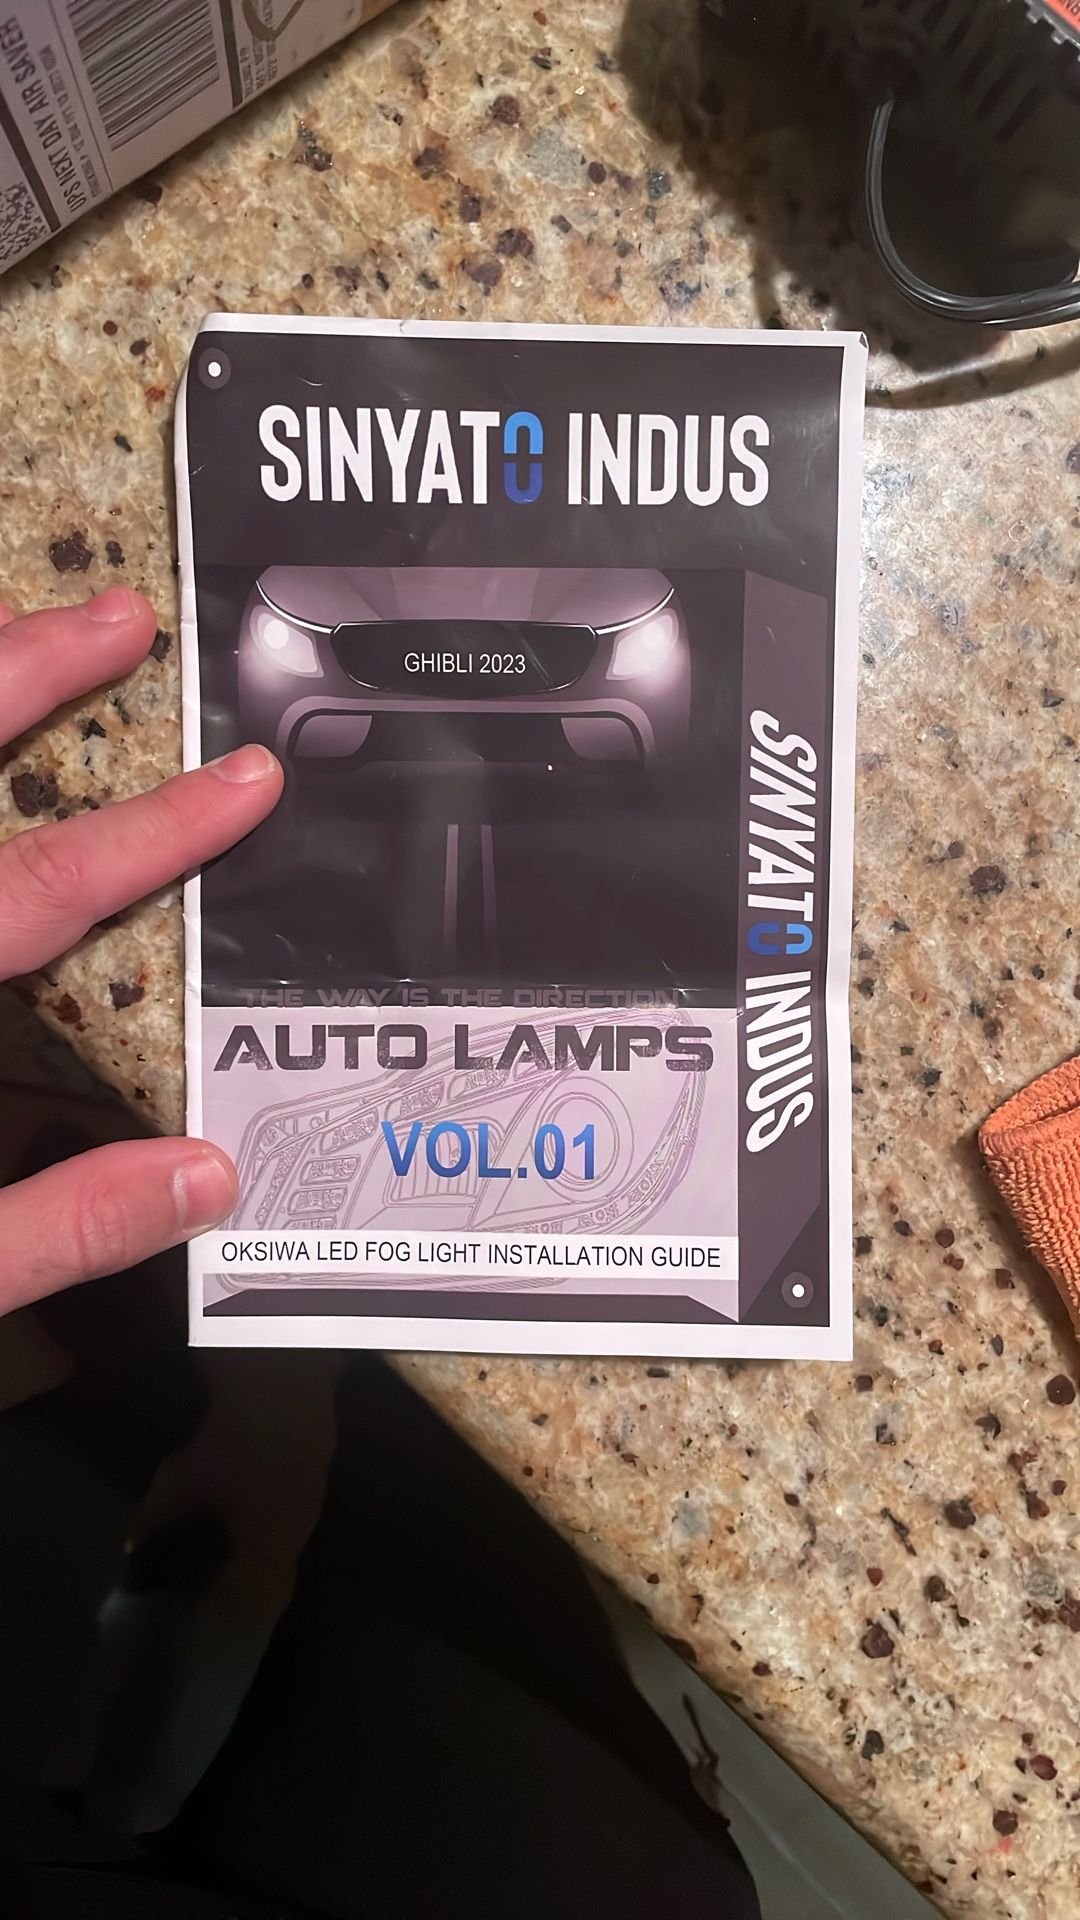 UPS NEXT DAY AIR SAVER
SINYATO INDUS
GHIBLI 2023
SINYATO INDUS
THE WAY IS THE DIRECTION
AUTO LAMPS
VOL.01
OKSIWA LED FOG LIGHT INSTALLATION GUIDE